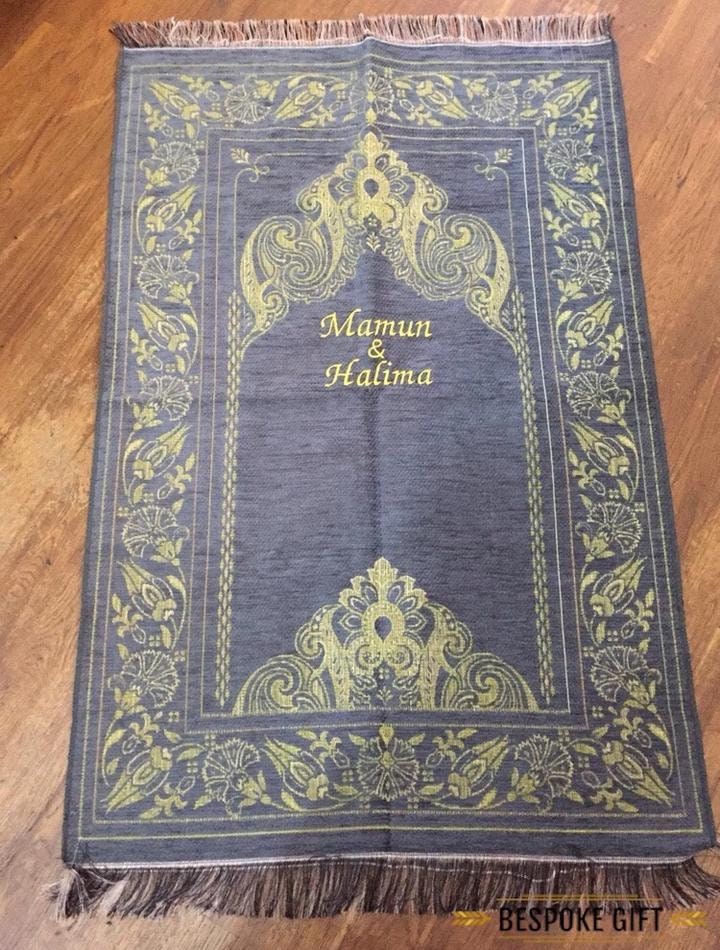 Mamun
&
Halima
BESPOKE GIFT